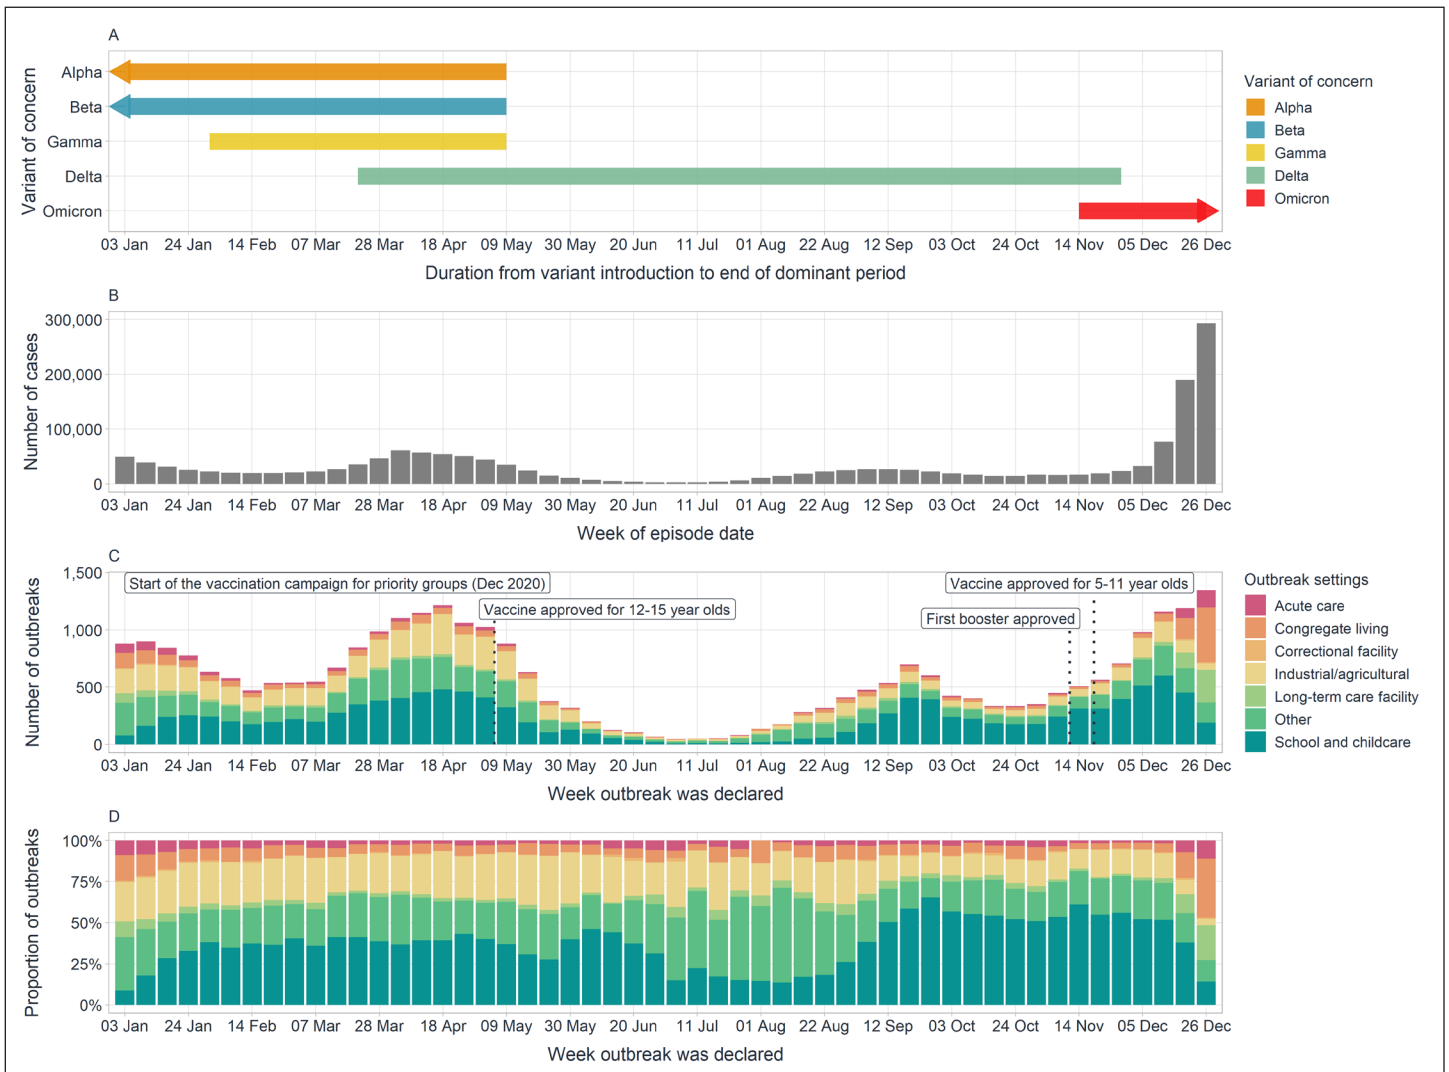 A
Variant of concern
Alpha
Beta
Gamma
Delta
Omicron
03 Jan 24 Jan 14 Feb 07 Mar 28 Mar 18 Apr 09 May 30 May 20 Jun 11 Jul 01 Aug 22 Aug 12 Sep 03 Oct 24 Oct 14 Nov 05 Dec 26 Dec
Duration from variant introduction to end of dominant period
Variant of concern
Alpha
Beta
Gamma
Delta
Omicron
B
Number of cases
300,000
200,000
100,000
0
03 Jan 24 Jan 14 Feb 07 Mar 28 Mar 18 Apr 09 May 30 May 20 Jun 11 Jul 01 Aug 22 Aug 12 Sep 03 Oct 24 Oct 14 Nov 05 Dec 26 Dec
Week of episode date
C
Number of outbreaks
1,500
1,000
500
0
Start of the vaccination campaign for priority groups (Dec 2020)
Vaccine approved for 12-15 year olds
Vaccine approved for 5-11 year olds
First booster approved
03 Jan 24 Jan 14 Feb 07 Mar 28 Mar 18 Apr 09 May 30 May 20 Jun 11 Jul 01 Aug 22 Aug 12 Sep 03 Oct 24 Oct 14 Nov 05 Dec 26 Dec
Week outbreak was declared
Outbreak settings
Acute care
Congregate living
Correctional facility
Industrial/agricultural
Long-term care facility
Other
School and childcare
D
Proportion of outbreaks
100%
75%
50%
25%
0%
03 Jan 24 Jan 14 Feb 07 Mar 28 Mar 18 Apr 09 May 30 May 20 Jun 11 Jul 01 Aug 22 Aug 12 Sep 03 Oct 24 Oct 14 Nov 05 Dec 26 Dec
Week outbreak was declared